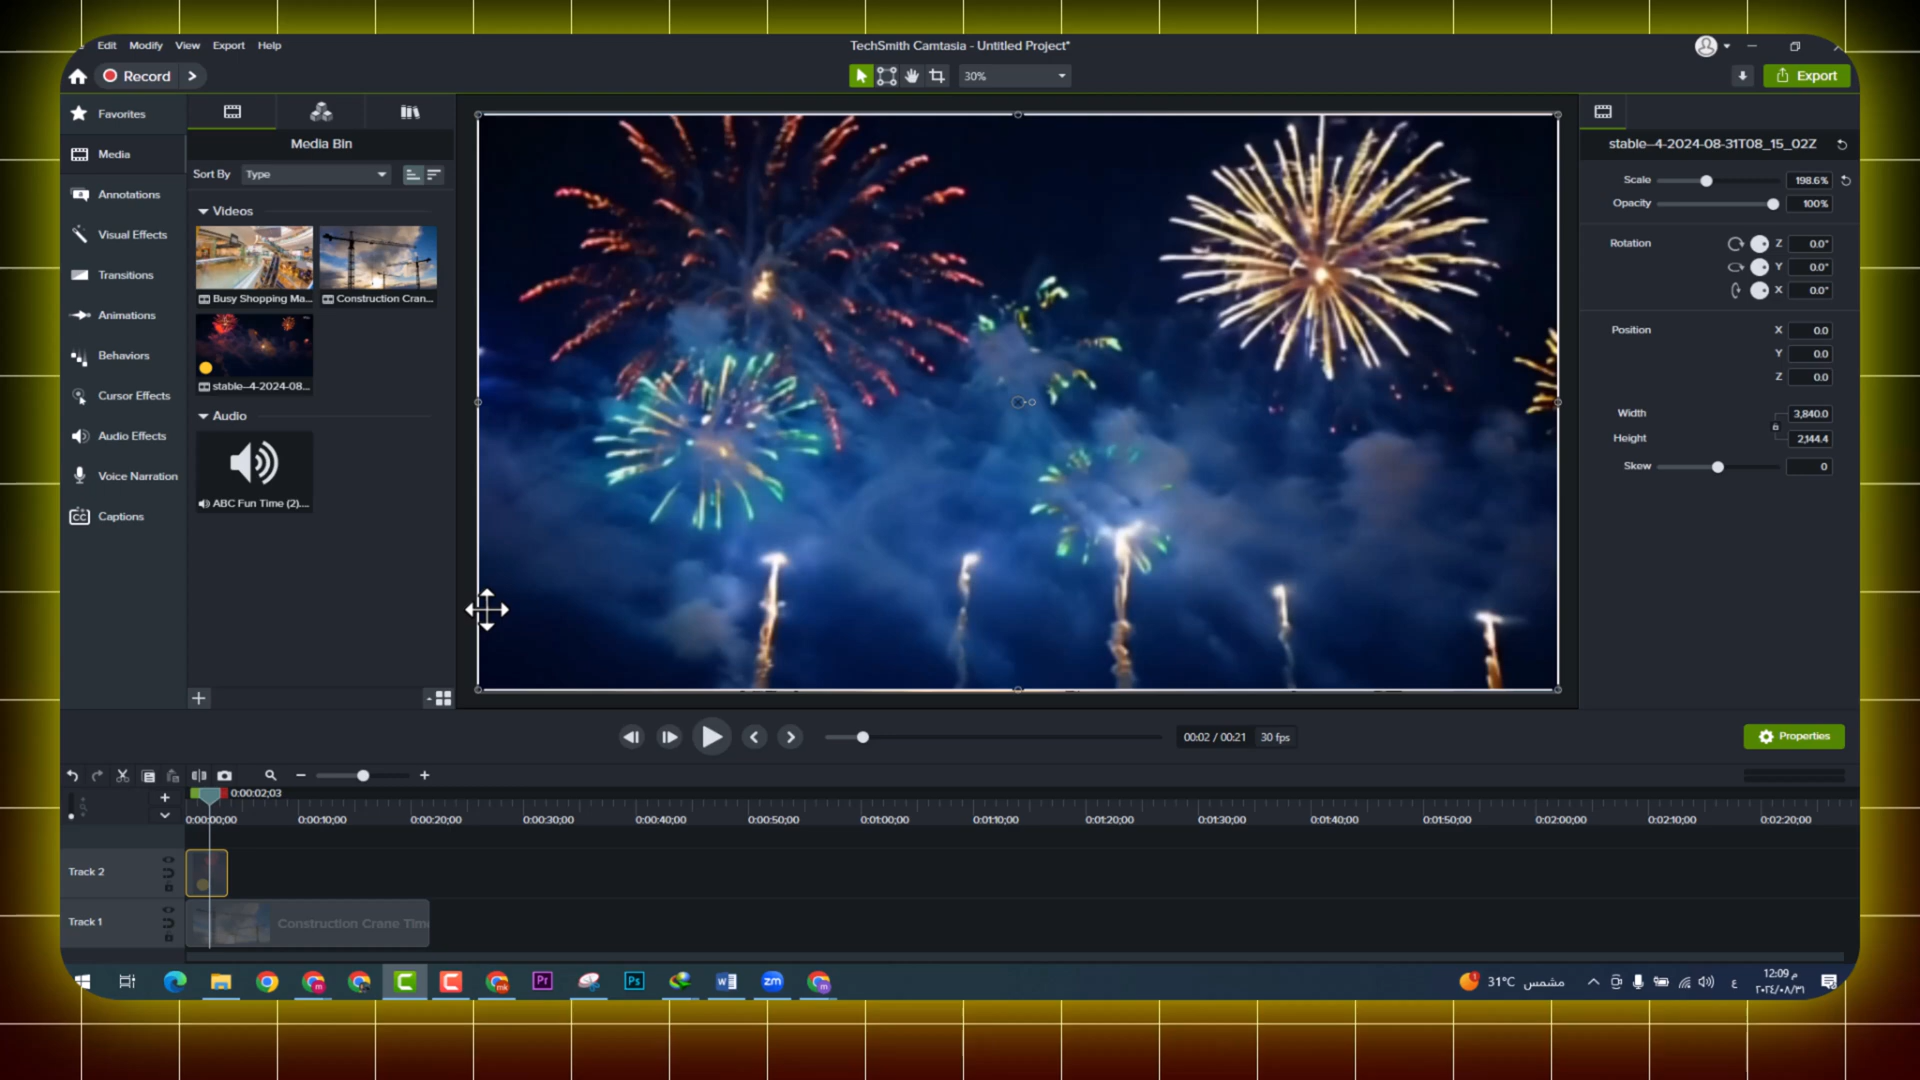 Edit Modify View Export Help
TechSmith Camtasia - Untitled Project*
Record
30%
Export
Favorites
Media
Annotations
Visual Effects
Transitions
Animations
Behaviors
Cursor Effects
Audio Effects
Voice Narration
Captions
Media Bin
Sort By Type
Videos
Busy Shopping Ma...
Construction Cran...
stable--4-2024-08...
Audio
ABC Fun Time (2)....
stable--4-2024-08-31T08_15_02Z
Scale 198.6%
Opacity 100%
Rotation Z 0.0°
Y 0.0°
X 0.0°
Position X 0.0
Y 0.0
Z 0.0
Width 3,840.0
Height 2,144.4
Skew 0
00:02 / 00:21 30 fps
Properties
0:00:02;03
0:00:00;00 0:00:10;00 0:00:20;00 0:00:30;00 0:00:40;00 0:00:50;00 0:01:00;00 0:01:10;00 0:01:20;00 0:01:30;00 0:01:40;00 0:01:50;00 0:02:00;00 0:02:10;00 0:02:20;00
Track 2
Track 1
Construction Crane Tim
Pr
Ps
zm
31°C مشمس
ع
12:09 م
٢٠٢٤/٠٨/٣١